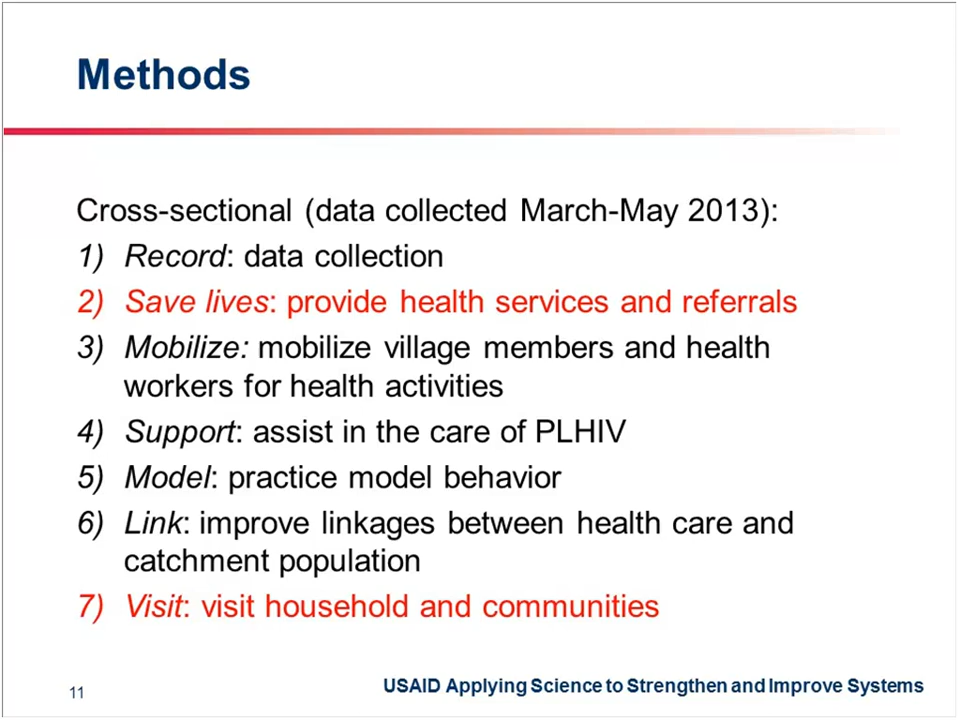 Methods
Cross-sectional (data collected March-May 2013):
1) Record: data collection
2) Save lives: provide health services and referrals
3) Mobilize: mobilize village members and health
workers for health activities
4) Support: assist in the care of PLHIV
5) Model: practice model behavior
6) Link: improve linkages between health care and
catchment population
7) Visit: visit household and communities
11
USAID Applying Science to Strengthen and Improve Systems